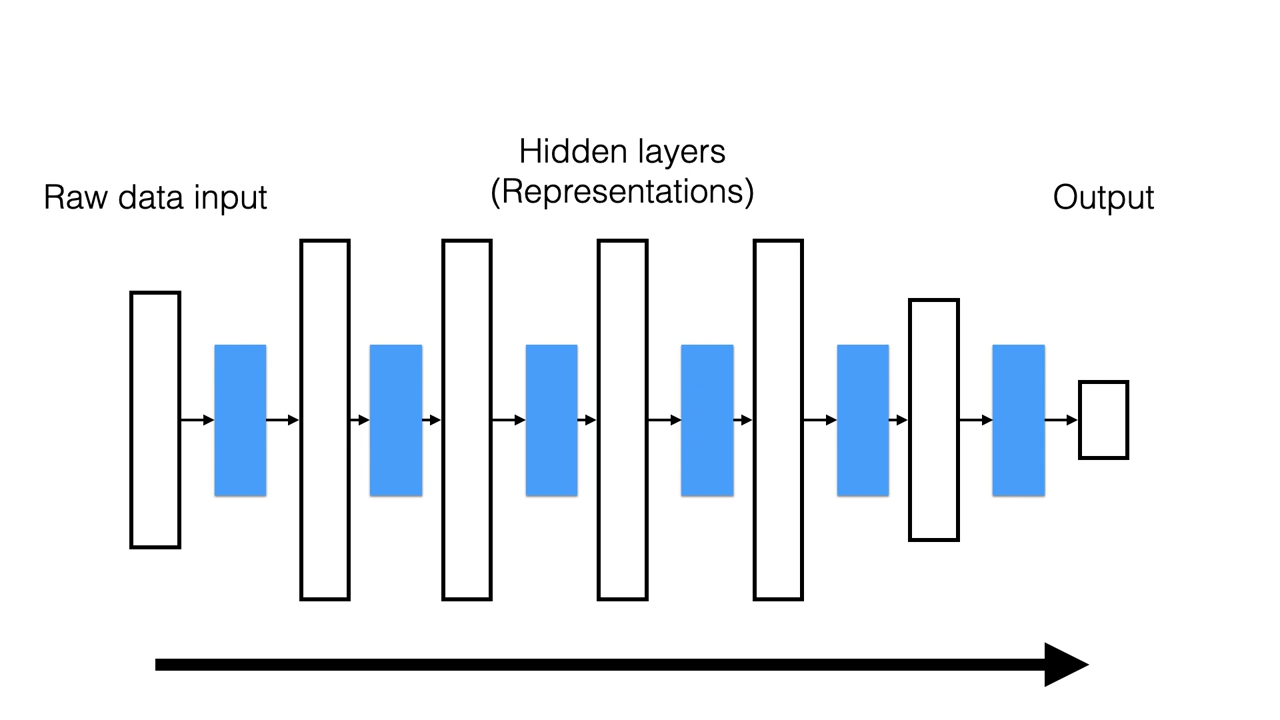 Hidden layers
(Representations)
Raw data input
Output